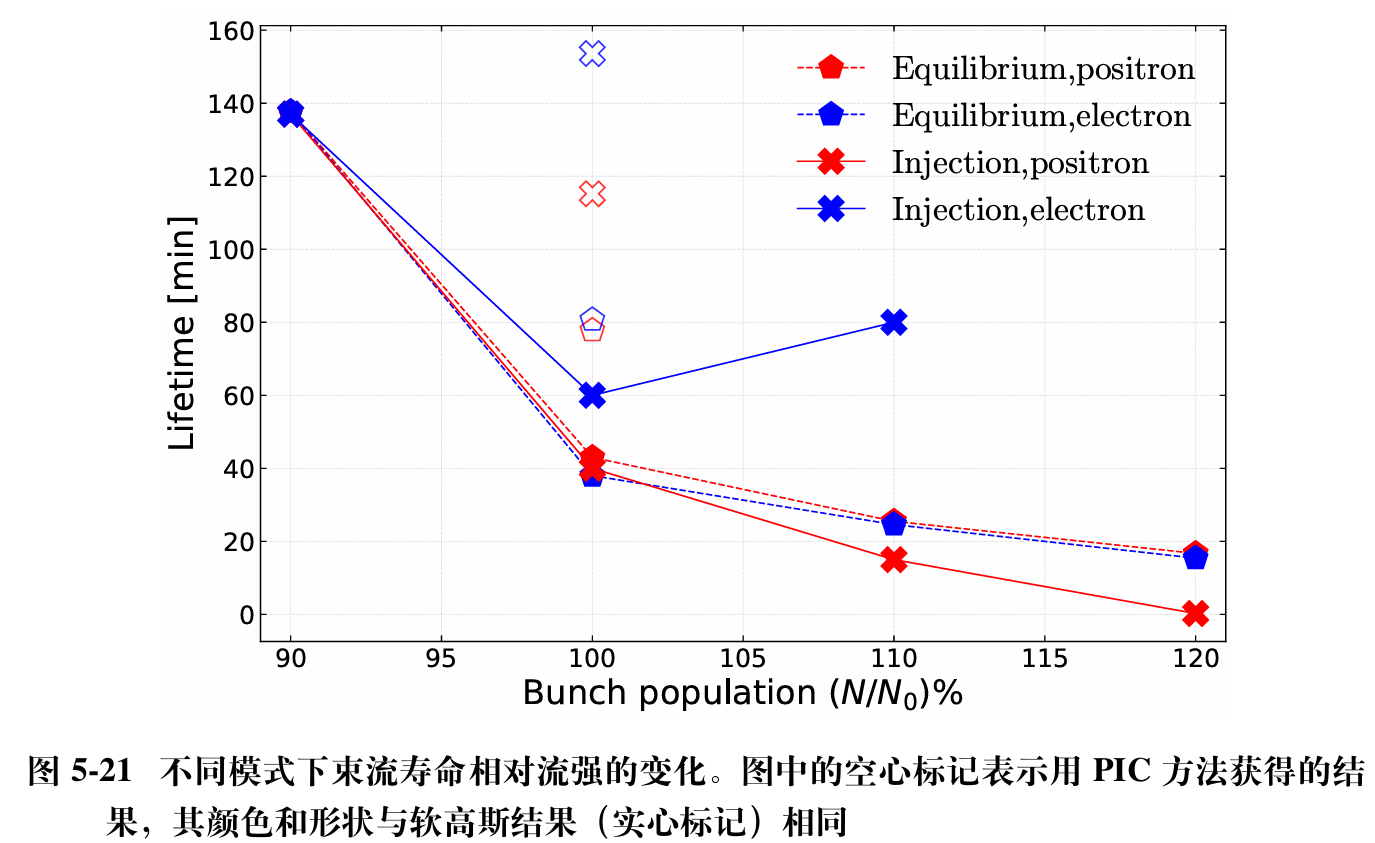 160
140
120
100
80
60
40
20
0
Lifetime [min]
Equilibrium,positron
Equilibrium,electron
Injection,positron
Injection,electron
90 95 100 105 110 115 120
Bunch population (N/N₀)%
图 5-21 不同模式下束流寿命相对流强的变化。图中的空心标记表示用 PIC 方法获得的结
果，其颜色和形状与软高斯结果（实心标记）相同